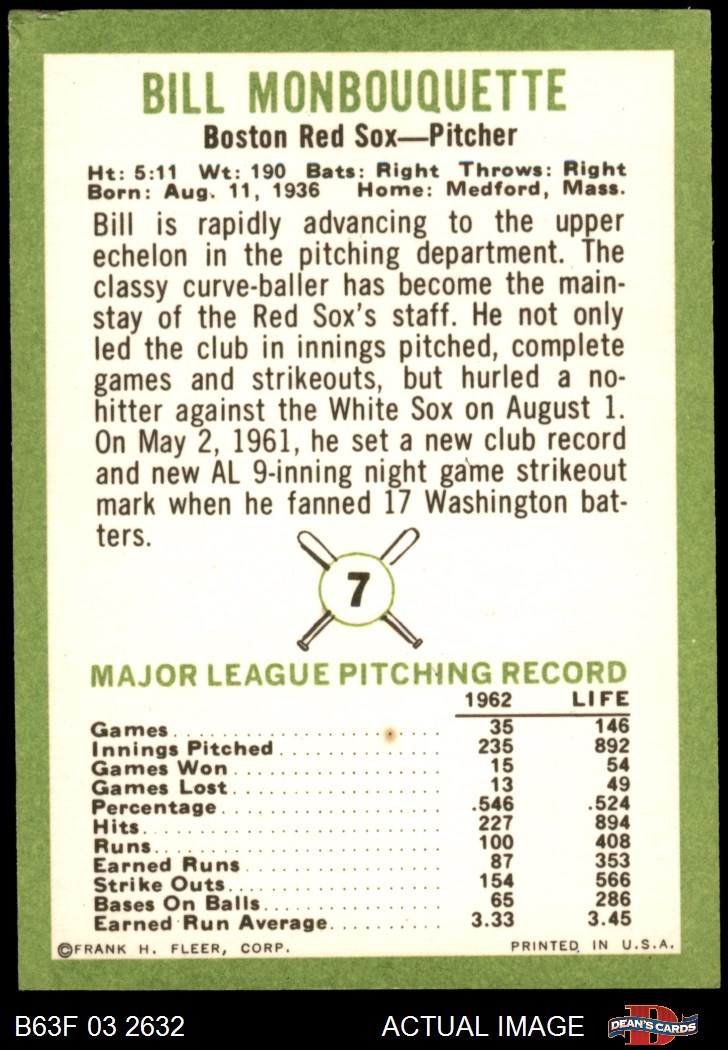 BILL MONBOUQUETTE
Boston Red Sox—Pitcher
Ht: 5:11 Wt: 190 Bats: Right Throws: Right
Born: Aug. 11, 1936 Home: Medford, Mass.
Bill is rapidly advancing to the upper
echelon in the pitching department. The
classy curve-baller has become the main-
stay of the Red Sox's staff. He not only
led the club in innings pitched, complete
games and strikeouts, but hurled a no-
hitter against the White Sox on August 1.
On May 2, 1961, he set a new club record
and new AL 9-inning night game strikeout
mark when he fanned 17 Washington bat-
ters.
7
MAJOR LEAGUE PITCHING RECORD
1962 LIFE
Games 35 146
Innings Pitched 235 892
Games Won 15 54
Games Lost 13 49
Percentage .546 .524
Hits 227 894
Runs 100 408
Earned Runs 87 353
Strike Outs 154 566
Bases On Balls 65 286
Earned Run Average 3.33 3.45
©FRANK H. FLEER, CORP. PRINTED IN U.S.A.
B63F 03 2632 ACTUAL IMAGE D DEAN'S CARDS